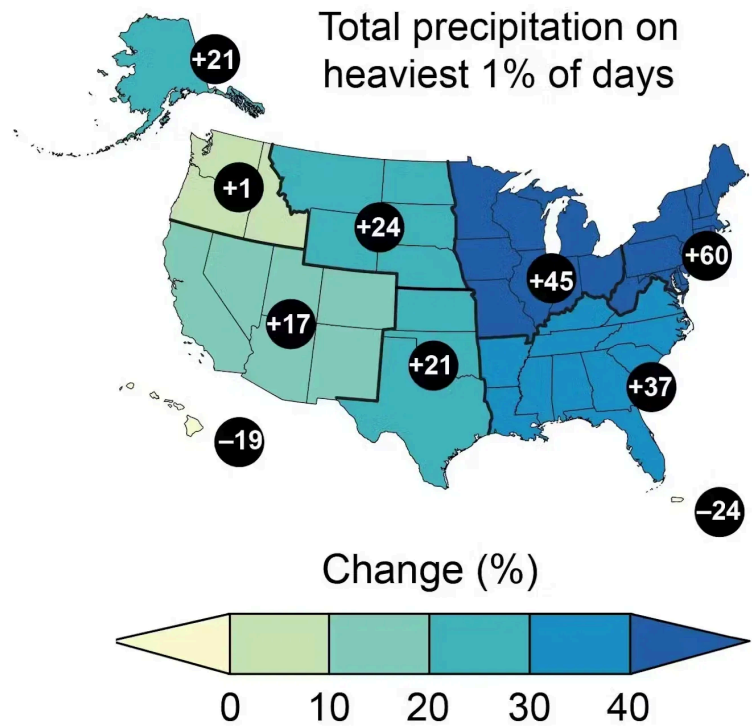 Total precipitation on
heaviest 1% of days
+21
+1
+24
+60
+45
+17
+21
+37
–19
–24
Change (%)
0 10 20 30 40